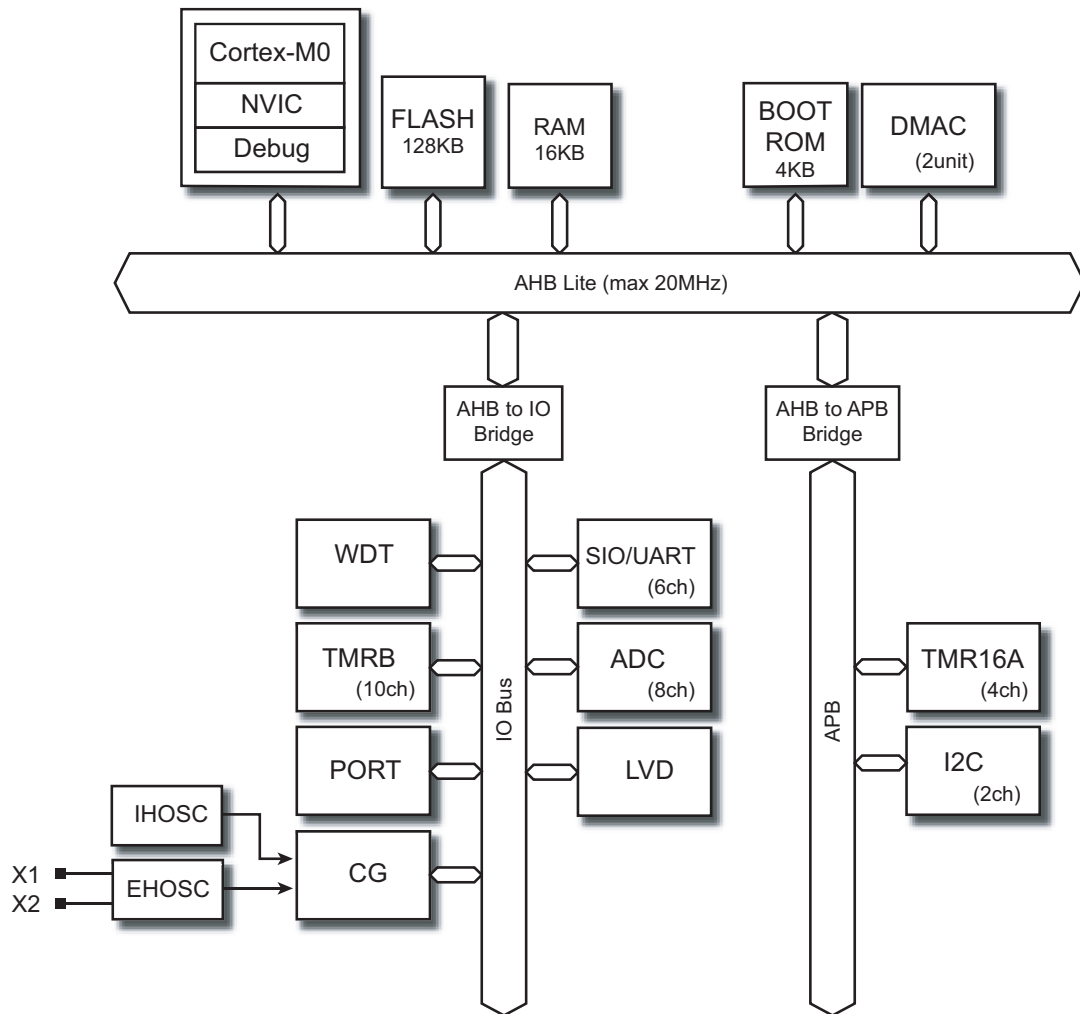 Cortex-M0
NVIC
Debug
FLASH
128KB
RAM
16KB
BOOT
ROM
4KB
DMAC
(2unit)
AHB Lite (max 20MHz)
AHB to IO
Bridge
AHB to APB
Bridge
WDT
SIO/UART
(6ch)
TMRB
(10ch)
ADC
(8ch)
TMR16A
(4ch)
IO Bus
APB
PORT
LVD
I2C
(2ch)
IHOSC
CG
X1
X2
EHOSC